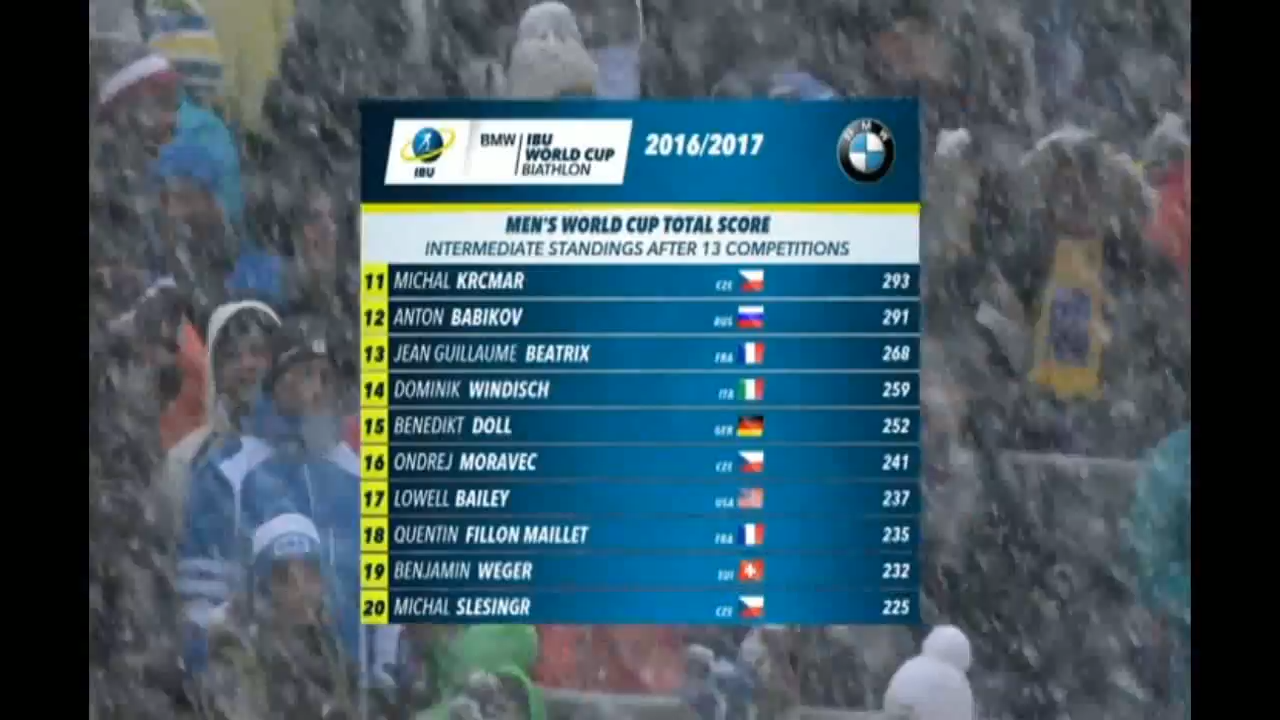 IBU
BMW IBU
WORLD CUP
BIATHLON
2016/2017
BMW
MEN'S WORLD CUP TOTAL SCORE
INTERMEDIATE STANDINGS AFTER 13 COMPETITIONS
11 MICHAL KRCMAR CZE 293
12 ANTON BABIKOV RUS 291
13 JEAN GUILLAUME BEATRIX FRA 268
14 DOMINIK WINDISCH ITA 259
15 BENEDIKT DOLL GER 252
16 ONDREJ MORAVEC CZE 241
17 LOWELL BAILEY USA 237
18 QUENTIN FILLON MAILLET FRA 235
19 BENJAMIN WEGER SUI 232
20 MICHAL SLESINGR CZE 225